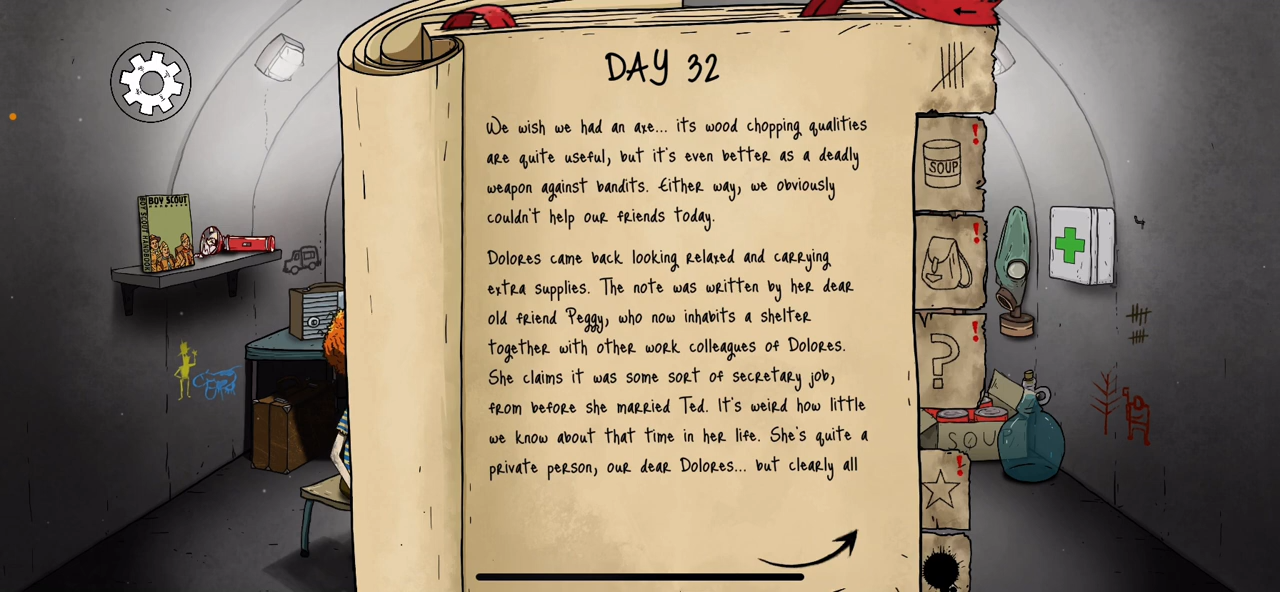 DAY 32
We wish we had an axe... its wood chopping qualities
are quite useful, but it's even better as a deadly
weapon against bandits. Either way, we obviously
couldn't help our friends today.
Dolores came back looking relaxed and carrying
extra supplies. The note was written by her dear
old friend Peggy, who now inhabits a shelter
together with other work colleagues of Dolores.
She claims it was some sort of secretary job,
from before she married Ted. It's weird how little
we know about that time in her life. She's quite a
private person, our dear Dolores... but clearly all
!
SOUP
!
!
?
!
BOY SCOUT
BOY SCOUT HANDBOOK
SOU